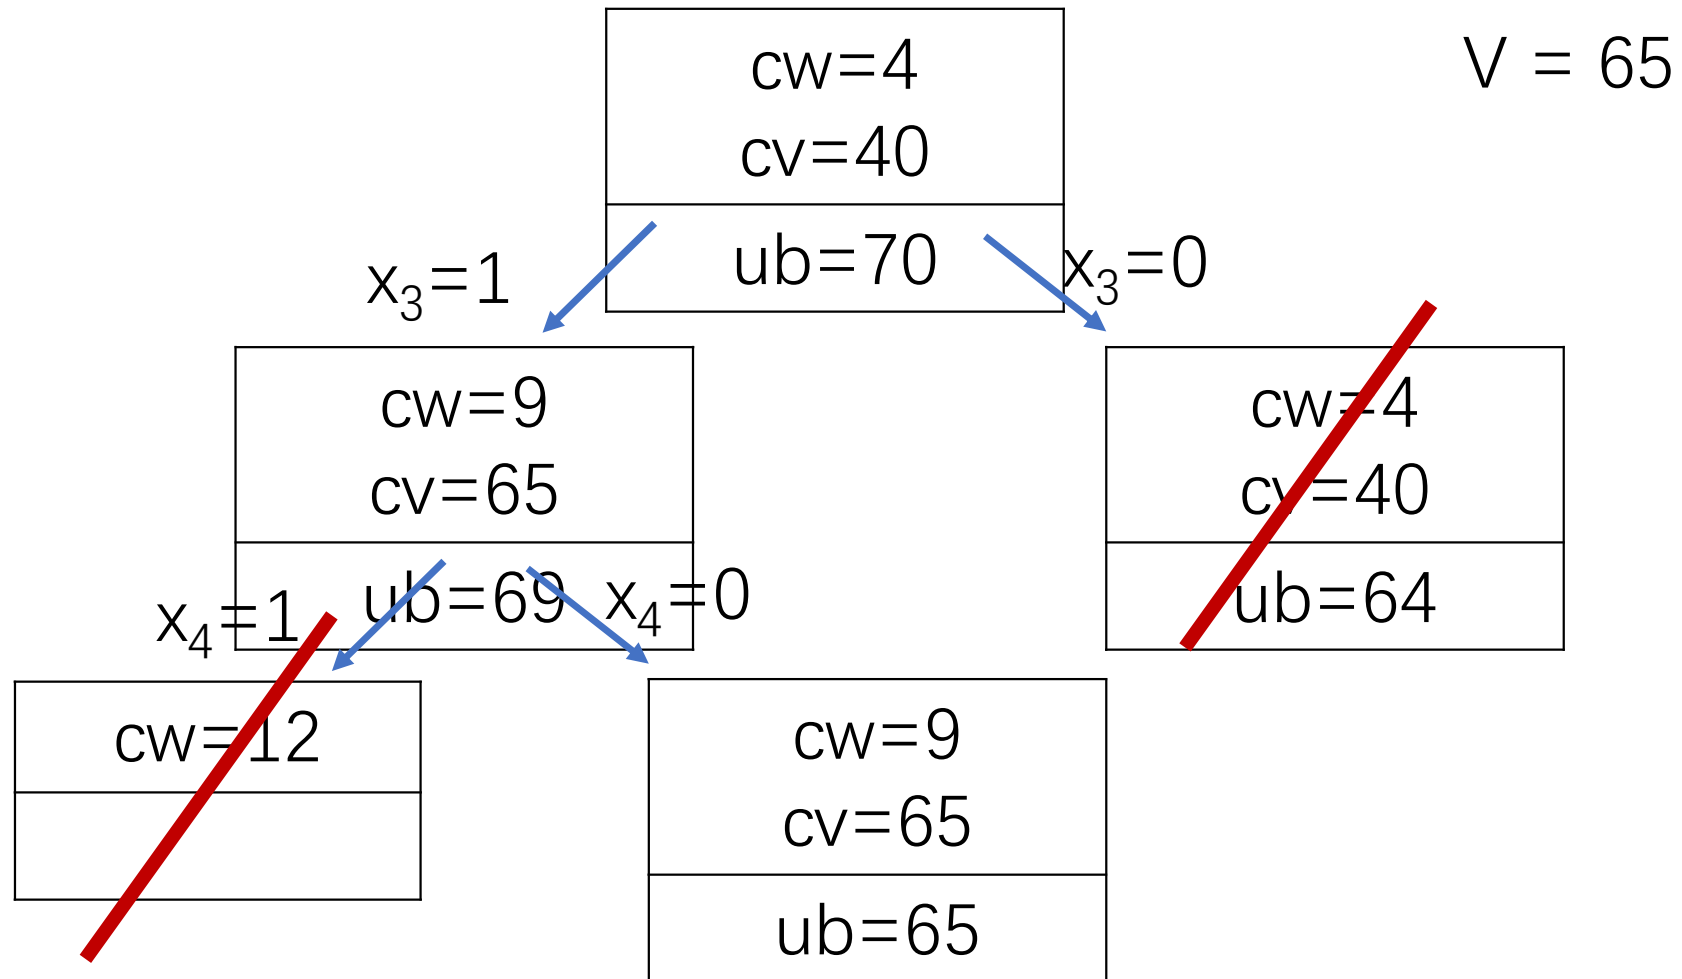 cw=4
cv=40
ub=70
V = 65
x3=1
x3=0
cw=9
cv=65
ub=69
cw=4
cv=40
ub=64
x4=1
x4=0
cw=12
cw=9
cv=65
ub=65